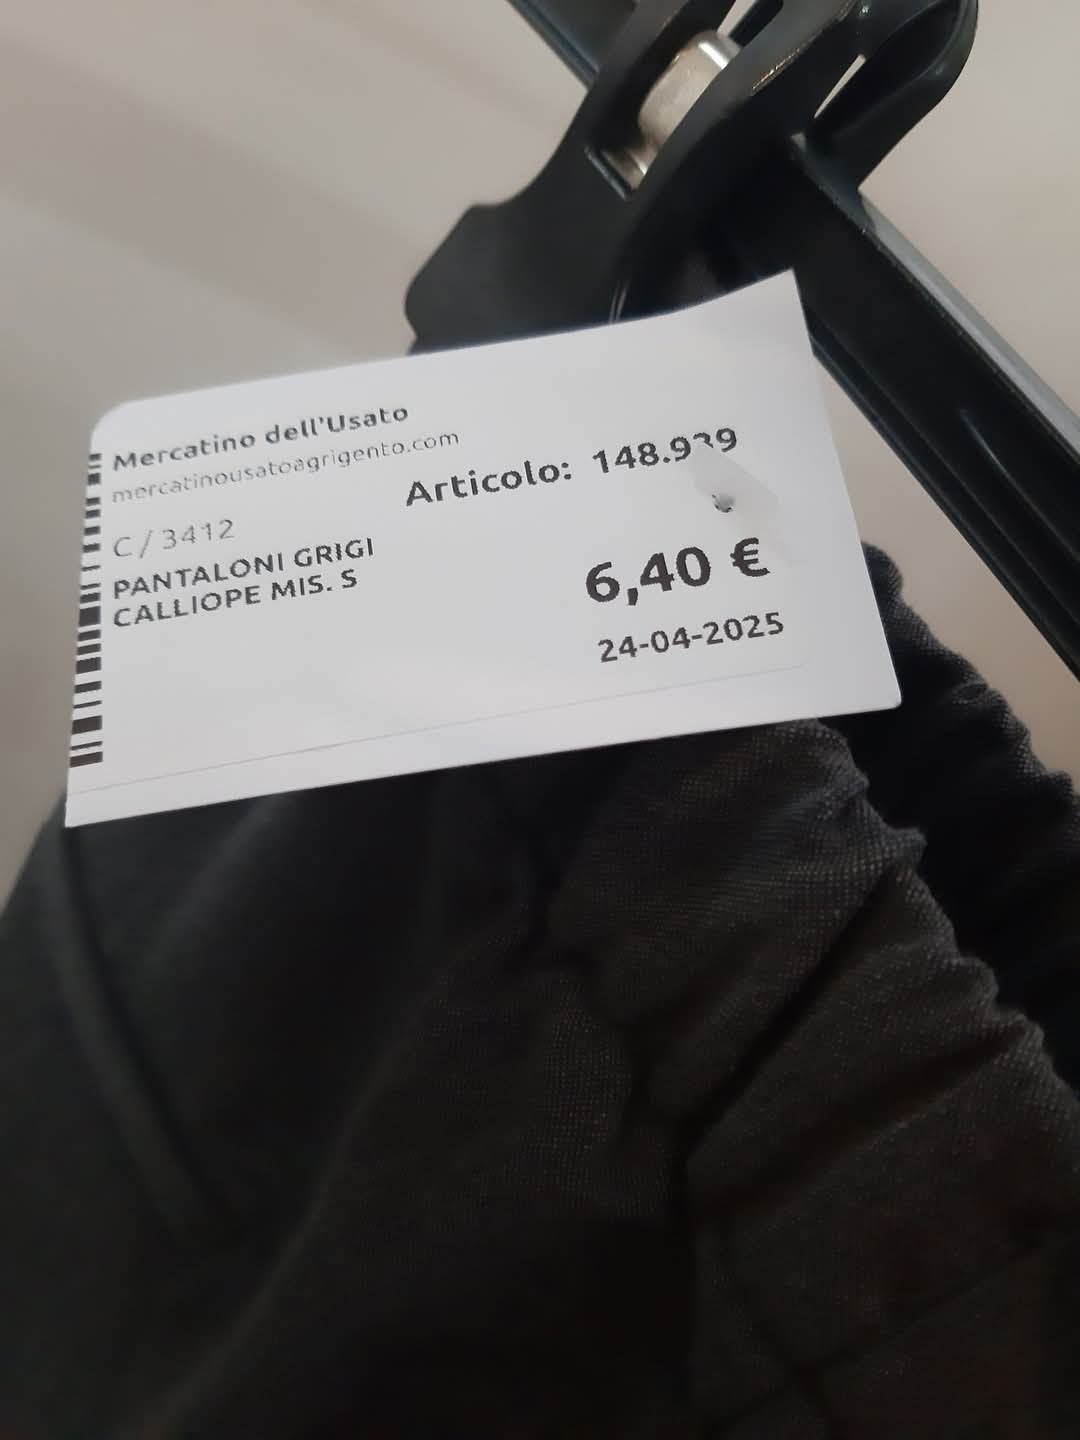 Mercatino dell'Usato
mercatinousatoagrigento.com
Articolo:
C/3412
PANTALONI GRIGI
CALLIOPE MIS. S
6,40 €
24-04-2025